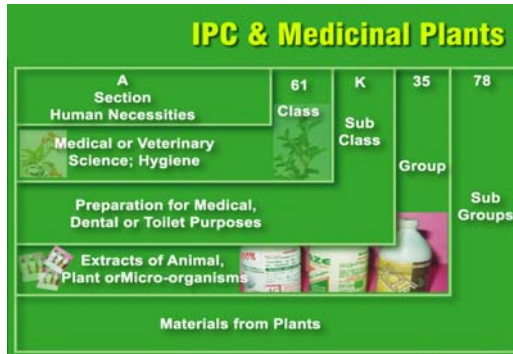 IPC & Medicinal Plants
A
Section
Human Necessities
61
Class
K
Sub
Class
35
Group
78
Sub
Groups
Medical or Veterinary
Science; Hygiene
Preparation for Medical,
Dental or Toilet Purposes
Extracts of Animal,
Plant orMicro-organisms
Materials from Plants